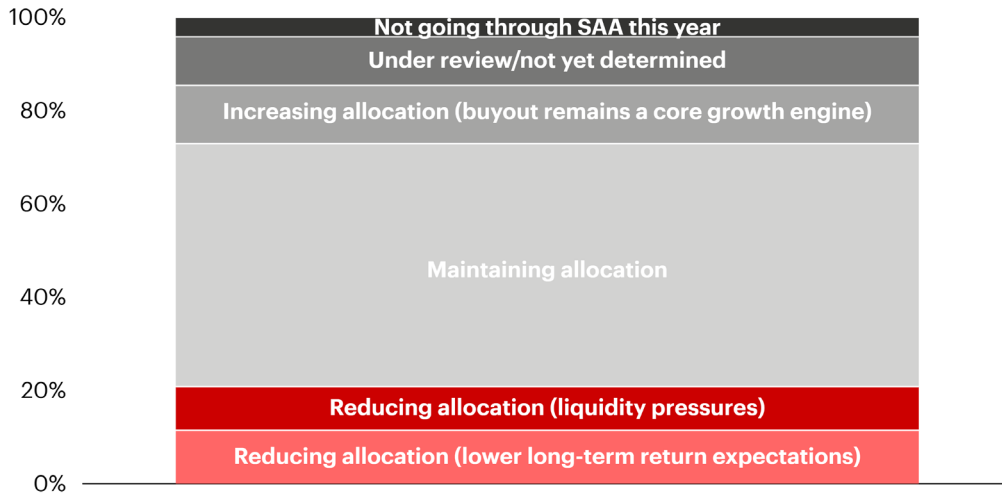 100%
Not going through SAA this year
Under review/not yet determined
80%
Increasing allocation (buyout remains a core growth engine)
60%
Maintaining allocation
40%
20%
Reducing allocation (liquidity pressures)
Reducing allocation (lower long-term return expectations)
0%